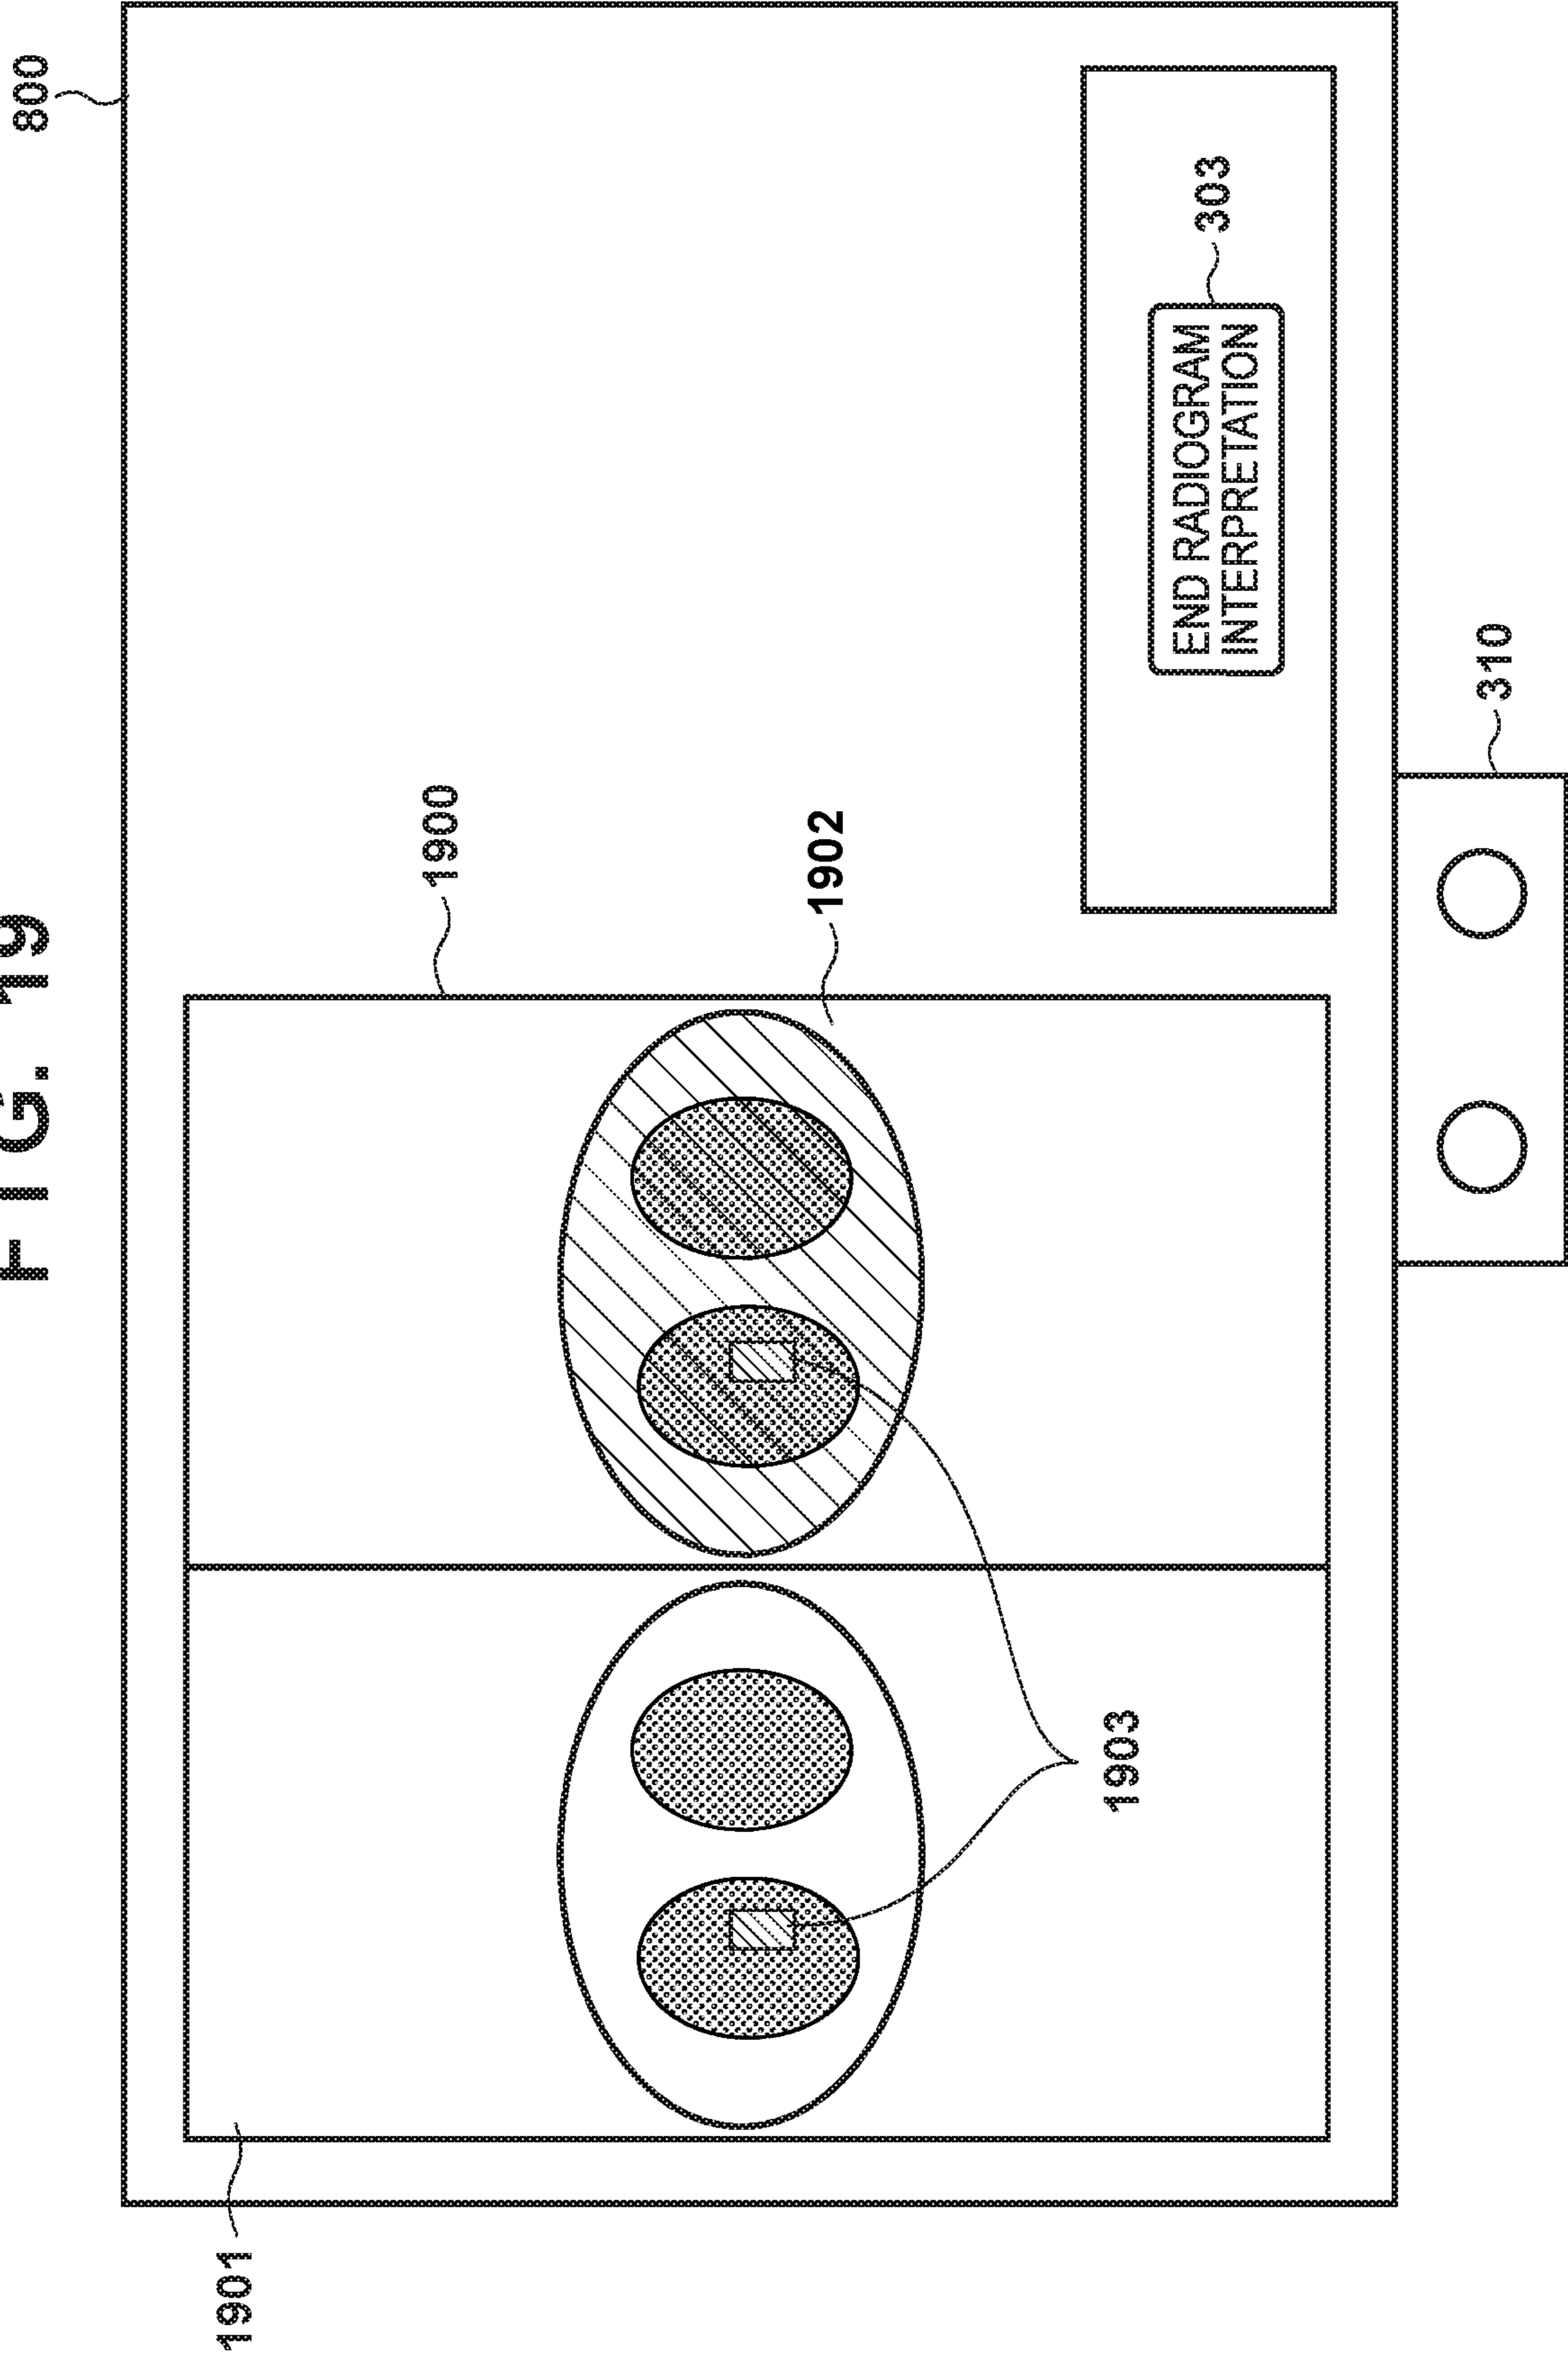 FIG. 19
800
1900
1902
1901
1903
END RADIOGRAM
INTERPRETATION
303
310